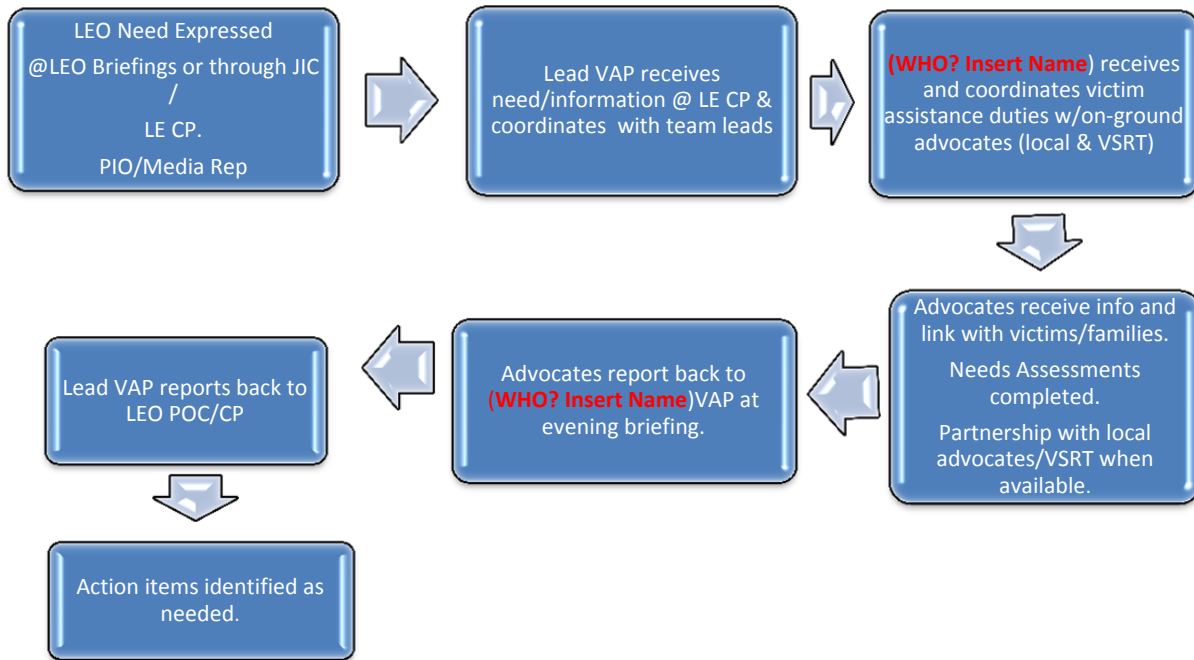 LEO Need Expressed
@LEO Briefings or through JIC
/
LE CP.
PIO/Media Rep
Lead VAP receives
need/information @ LE CP &
coordinates with team leads
(WHO? Insert Name) receives
and coordinates victim
assistance duties w/on-ground
advocates (local & VSRT)
Advocates receive info and
link with victims/families.
Needs Assessments
completed.
Partnership with local
advocates/VSRT when
available.
Advocates report back to
(WHO? Insert Name)VAP at
evening briefing.
Lead VAP reports back to
LEO POC/CP
Action items identified as
needed.